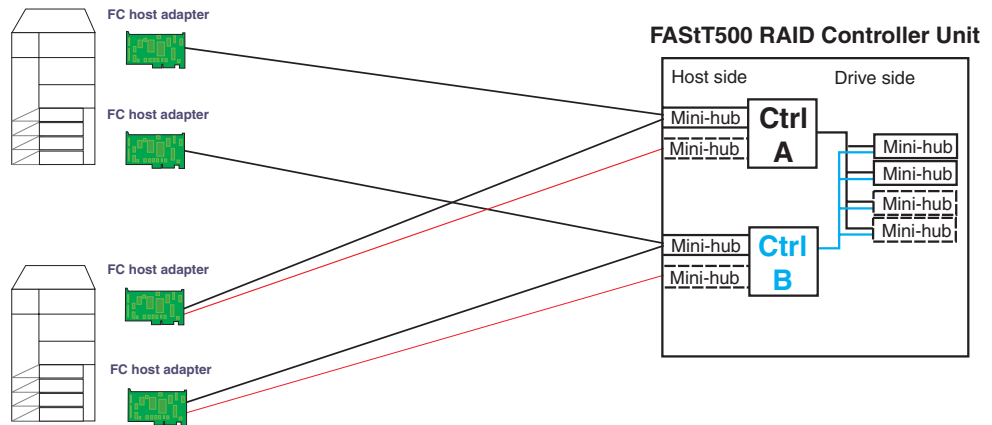 FC host adapter
FAStT500 RAID Controller Unit
Host side
Drive side
FC host adapter
Mini-hub
Ctrl
A
Mini-hub
Mini-hub
Mini-hub
Mini-hub
Mini-hub
Mini-hub
Ctrl
B
Mini-hub
FC host adapter
FC host adapter